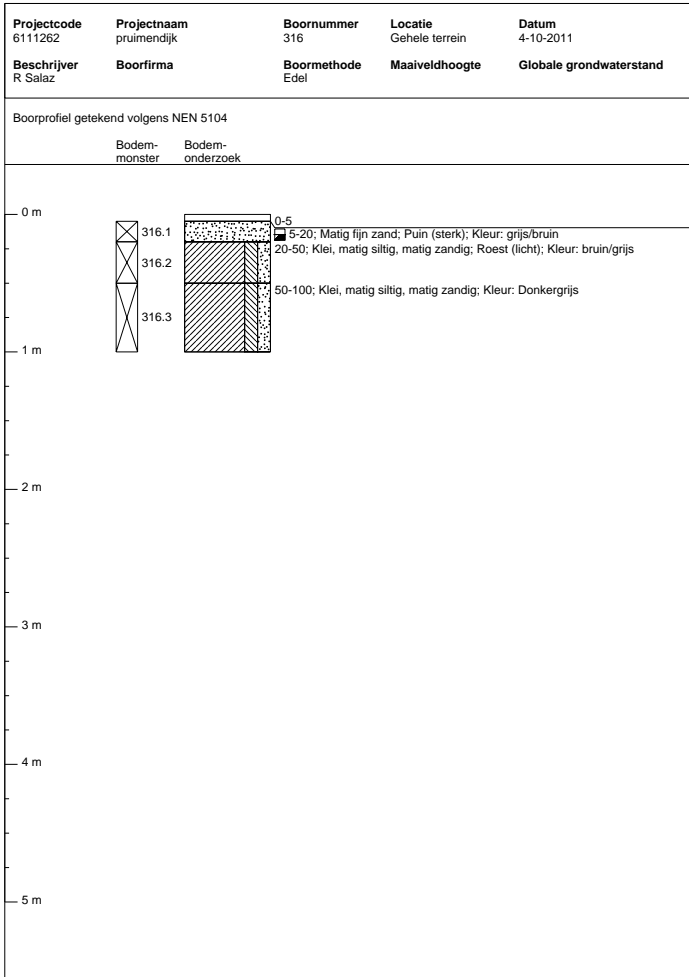 Projectcode Projectnaam Boornummer Locatie Datum
6111262 pruimendijk 316 Gehele terrein 4-10-2011
Beschrijver Boorfirma Boormethode Maaiveldhoogte Globale grondwaterstand
R Salaz Edel
Boorprofiel getekend volgens NEN 5104
Bodem- Bodem-
monster onderzoek
0 m
0-5
316.1 5-20; Matig fijn zand; Puin (sterk); Kleur: grijs/bruin
20-50; Klei, matig siltig, matig zandig; Roest (licht); Kleur: bruin/grijs
316.2
50-100; Klei, matig siltig, matig zandig; Kleur: Donkergrijs
316.3
1 m
2 m
3 m
4 m
5 m